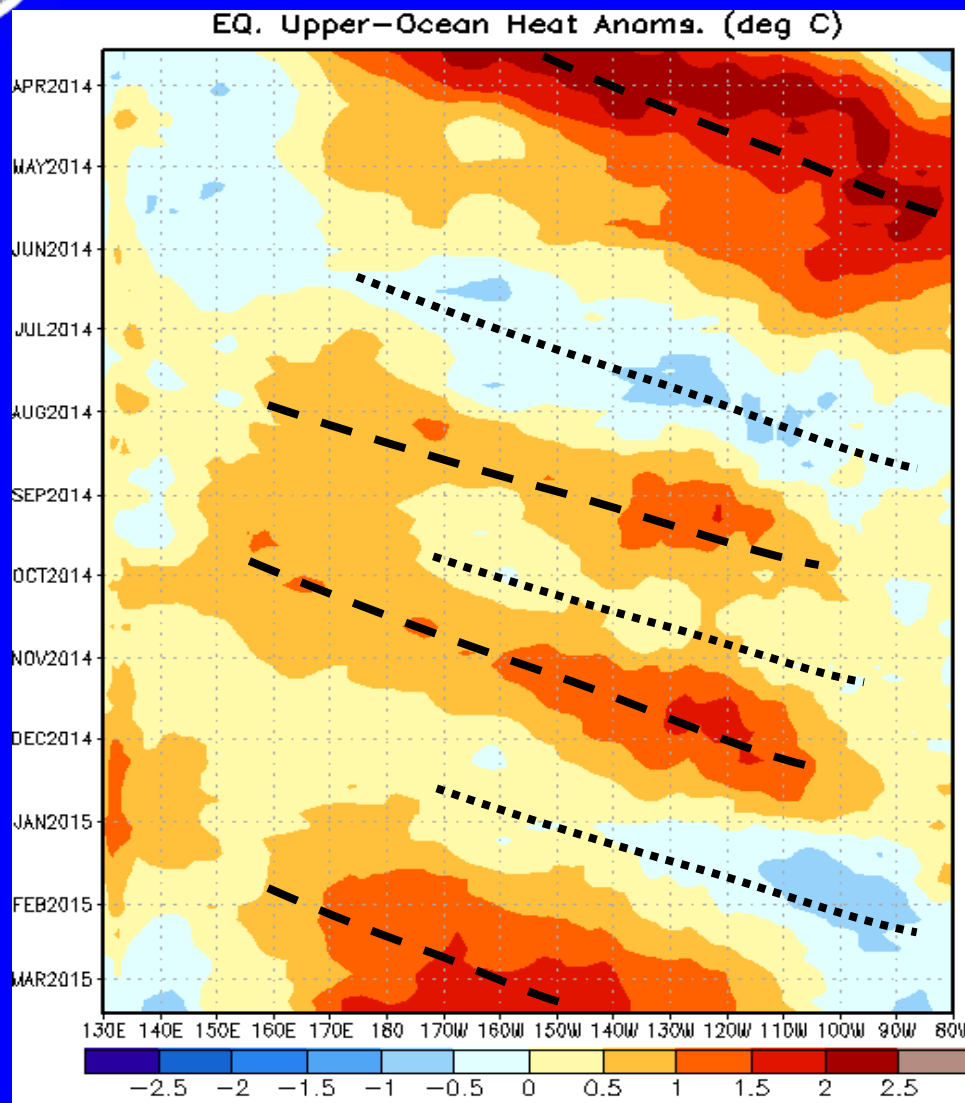 EQ. Upper-Ocean Heat Anoms. (deg C)
APR2014
MAY2014
JUN2014
JUL2014
AUG2014
SEP2014
OCT2014
NOV2014
DEC2014
JAN2015
FEB2015
MAR2015
130E 140E 150E 160E 170E 180 170W 160W 150W 140W 130W 120W 110W 100W 90W 80W
-2.5 -2 -1.5 -1 -0.5 0 0.5 1 1.5 2 2.5